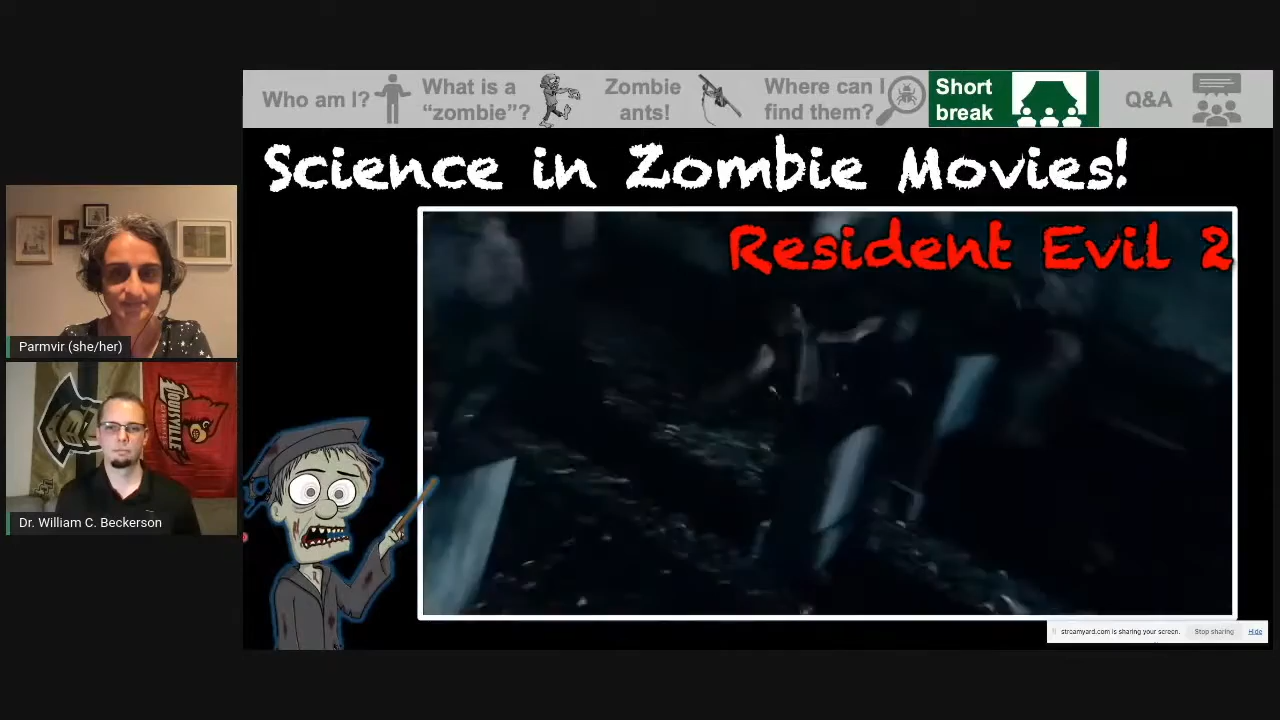 Who am I?
What is a
“zombie”?
Zombie
ants!
Where can I
find them?
Short
break
Q&A
Science in Zombie Movies!
Resident Evil 2
Parmvir (she/her)
LOUISVILLE
Dr. William C. Beckerson
streamyard.com is sharing your screen. Stop sharing Hide